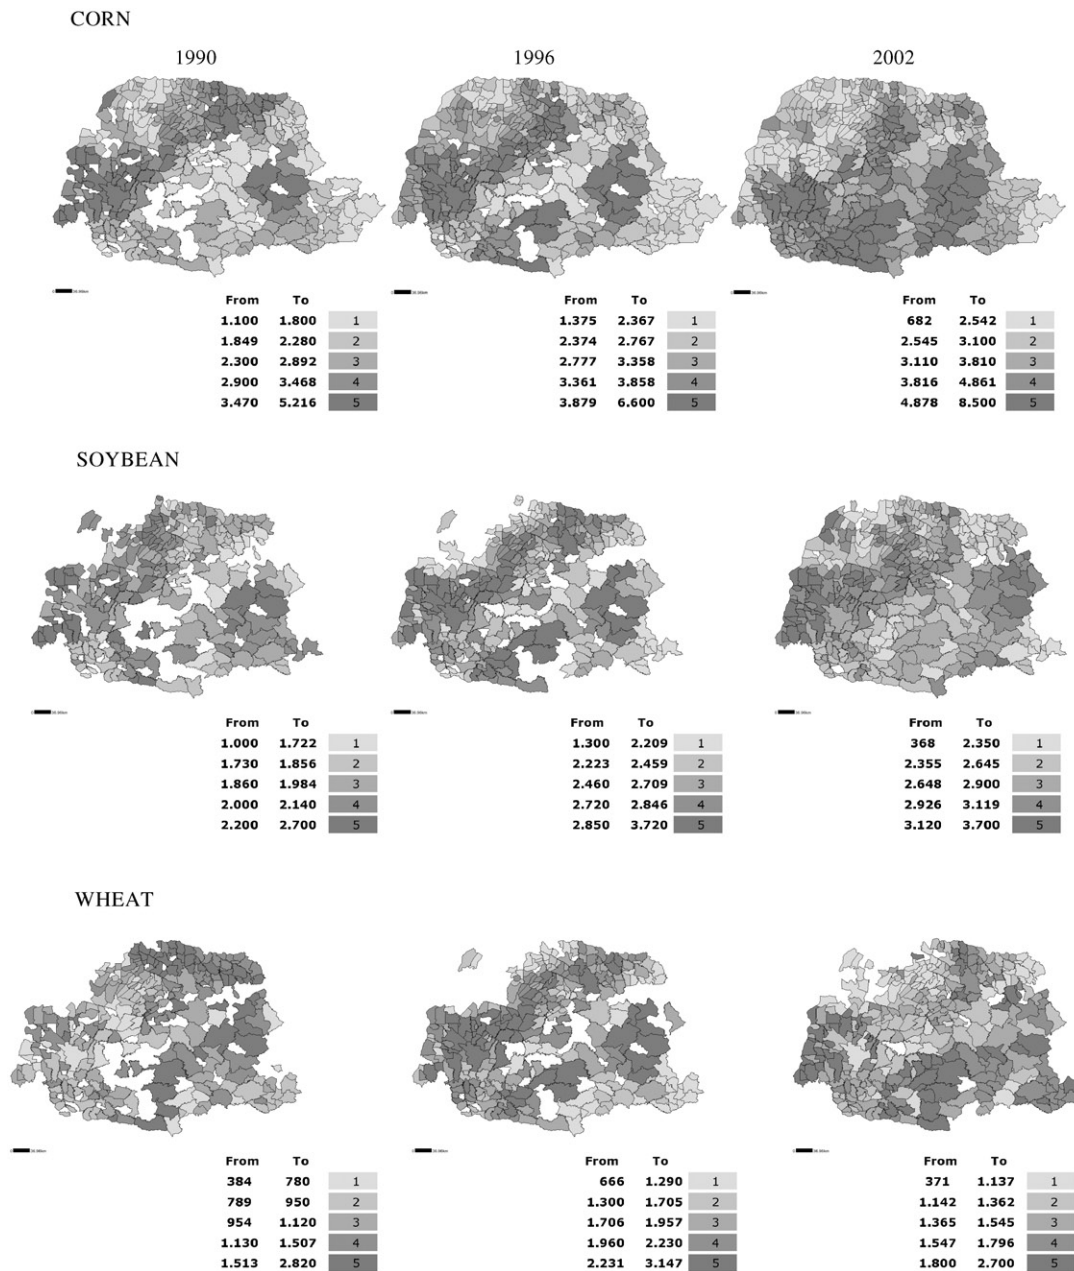 CORN
1990 1996 2002
From To From To From To
1.100 1.800 1 1.375 2.367 1 682 2.542 1
1.849 2.280 2 2.374 2.767 2 2.545 3.100 2
2.300 2.892 3 2.777 3.358 3 3.110 3.810 3
2.900 3.468 4 3.361 3.858 4 3.816 4.861 4
3.470 5.216 5 3.879 6.600 5 4.878 8.500 5
SOYBEAN
From To From To From To
1.000 1.722 1 1.300 2.209 1 368 2.350 1
1.730 1.856 2 2.223 2.459 2 2.355 2.645 2
1.860 1.984 3 2.460 2.709 3 2.648 2.900 3
2.000 2.140 4 2.720 2.846 4 2.926 3.119 4
2.200 2.700 5 2.850 3.720 5 3.120 3.700 5
WHEAT
From To From To From To
384 780 1 666 1.290 1 371 1.137 1
789 950 2 1.300 1.705 2 1.142 1.362 2
954 1.120 3 1.706 1.957 3 1.365 1.545 3
1.130 1.507 4 1.960 2.230 4 1.547 1.796 4
1.513 2.820 5 2.231 3.147 5 1.800 2.700 5